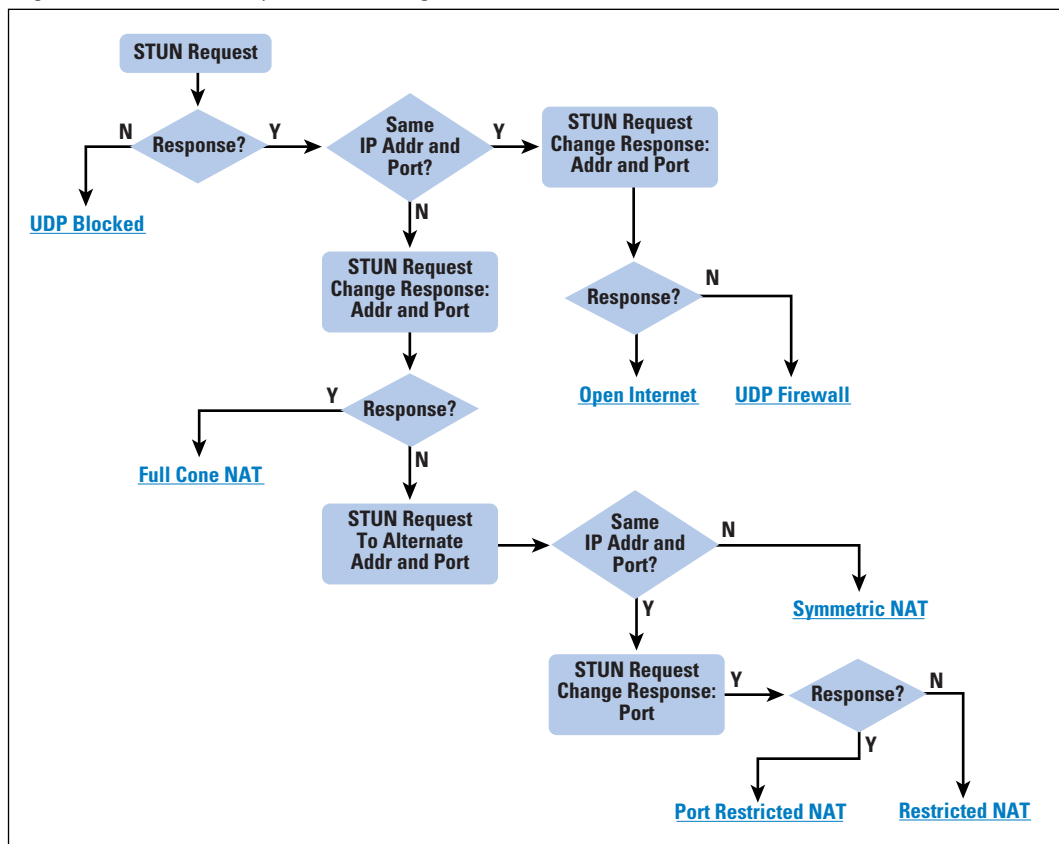 STUN Request
N
Response?
Y
Same
IP Addr and
Port?
Y
STUN Request
Change Response:
Addr and Port
UDP Blocked
N
STUN Request
Change Response:
Addr and Port
Response?
N
Open Internet
UDP Firewall
Y
Response?
Full Cone NAT
N
STUN Request
To Alternate
Addr and Port
Same
IP Addr and
Port?
N
Symmetric NAT
Y
STUN Request
Change Response:
Port
Y
Response?
N
Y
Port Restricted NAT
Restricted NAT